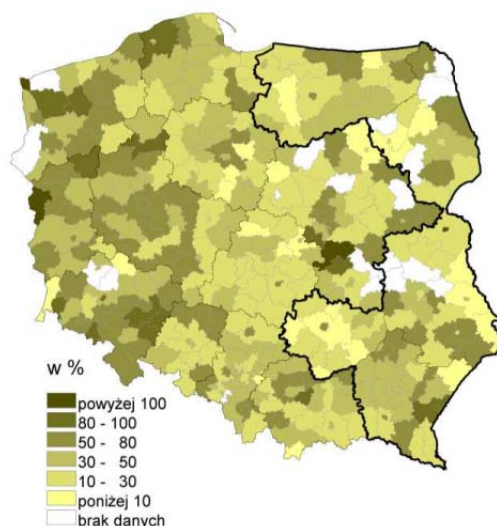 w %
powyżej 100
80 - 100
50 - 80
30 - 50
10 - 30
poniżej 10
brak danych